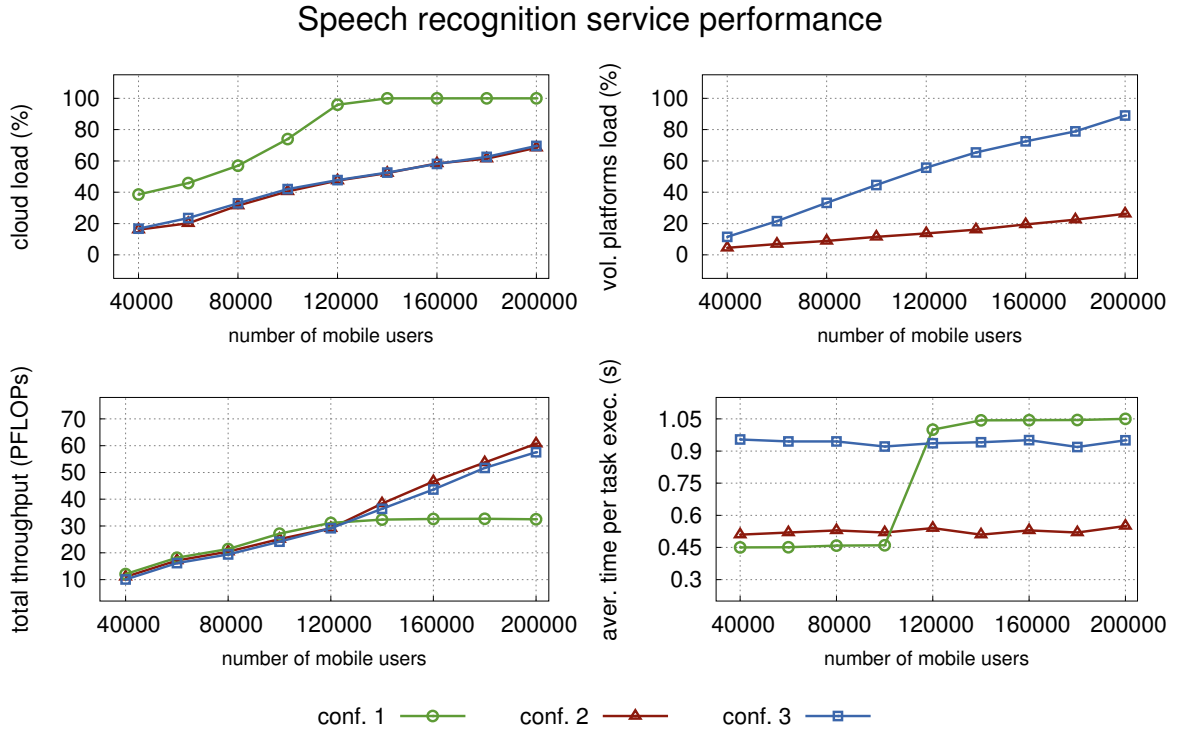 Speech recognition service performance
cloud load (%)
100
80
60
40
20
0
40000 80000 120000 160000 200000
number of mobile users
vol. platforms load (%)
100
80
60
40
20
0
40000 80000 120000 160000 200000
number of mobile users
total throughput (PFLOPs)
70
60
50
40
30
20
10
40000 80000 120000 160000 200000
number of mobile users
aver. time per task exec. (s)
1.05
0.9
0.75
0.6
0.45
0.3
40000 80000 120000 160000 200000
number of mobile users
conf. 1 conf. 2 conf. 3